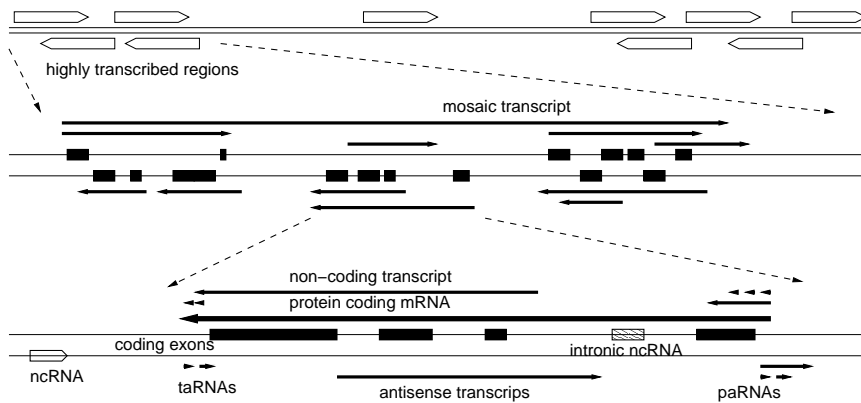 highly transcribed regions
mosaic transcript
non-coding transcript
protein coding mRNA
coding exons
intronic ncRNA
ncRNA
taRNAs
antisense transcrips
paRNAs